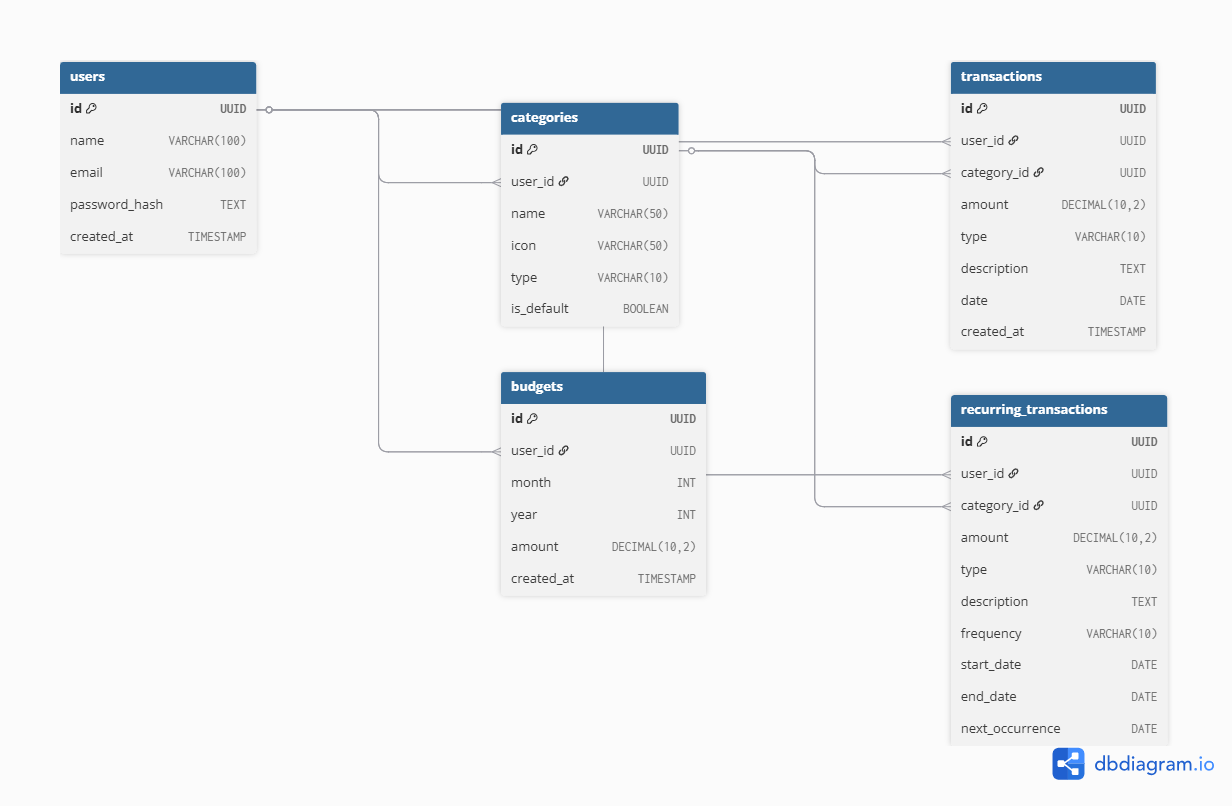 users
id UUID
name VARCHAR(100)
email VARCHAR(100)
password_hash TEXT
created_at TIMESTAMP
categories
id UUID
user_id UUID
name VARCHAR(50)
icon VARCHAR(50)
type VARCHAR(10)
is_default BOOLEAN
budgets
id UUID
user_id UUID
month INT
year INT
amount DECIMAL(10,2)
created_at TIMESTAMP
transactions
id UUID
user_id UUID
category_id UUID
amount DECIMAL(10,2)
type VARCHAR(10)
description TEXT
date DATE
created_at TIMESTAMP
recurring_transactions
id UUID
user_id UUID
category_id UUID
amount DECIMAL(10,2)
type VARCHAR(10)
description TEXT
frequency VARCHAR(10)
start_date DATE
end_date DATE
next_occurrence DATE
dbdiagram.io